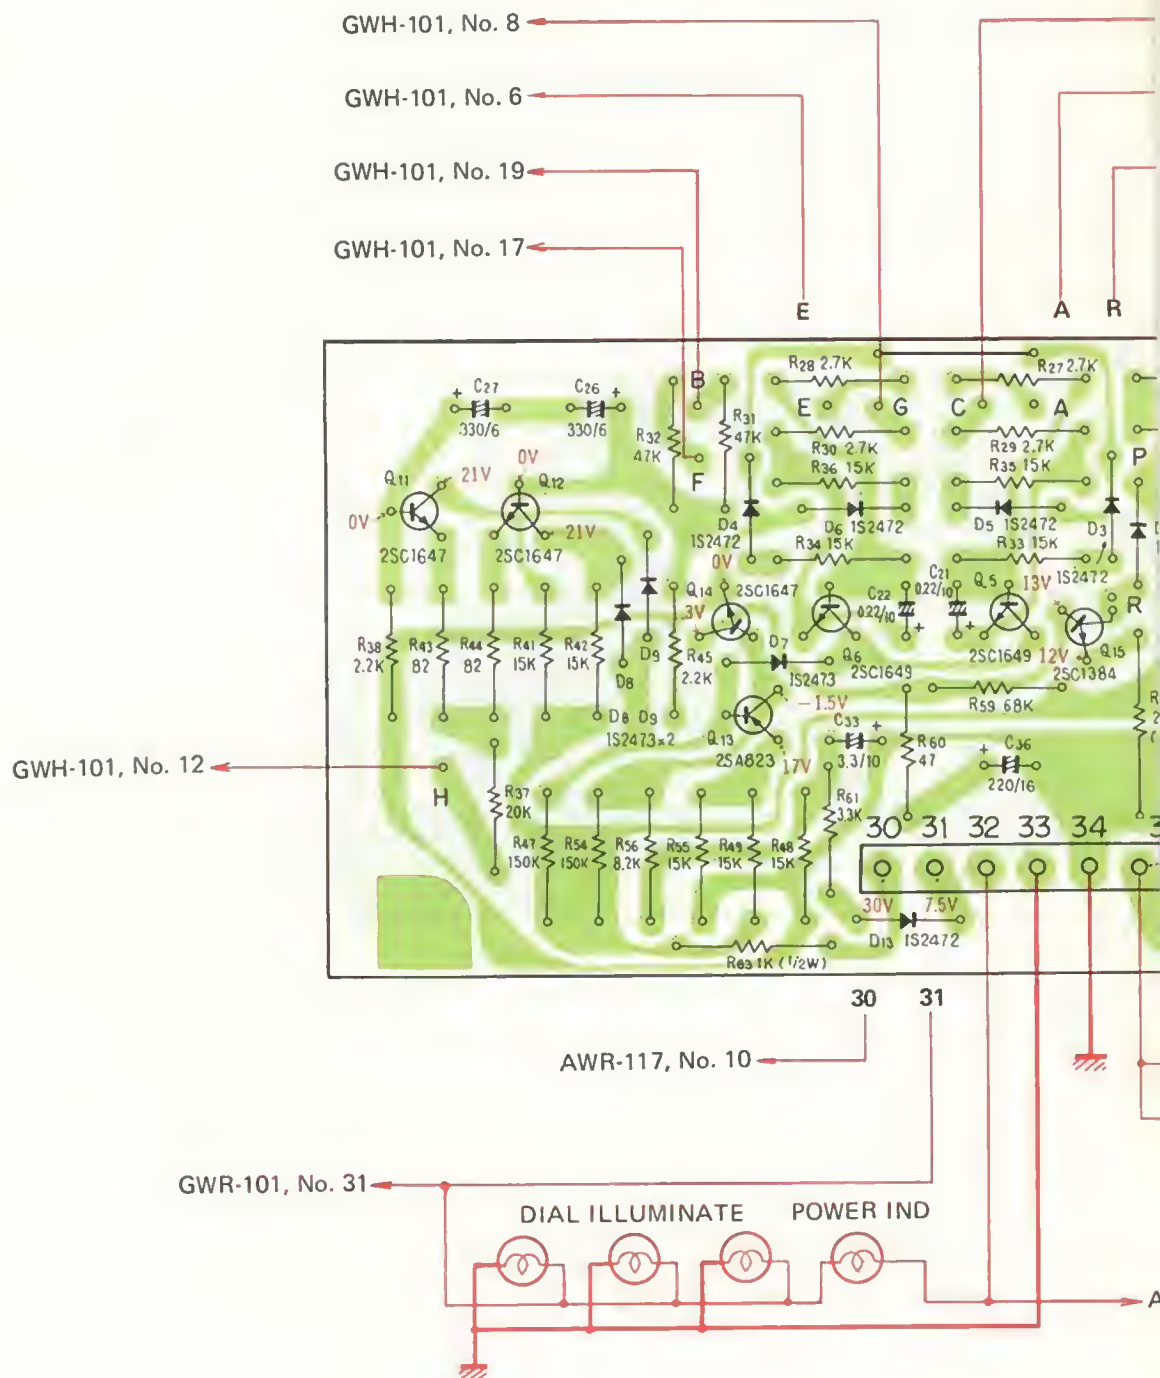 GWH-101, No. 8
GWH-101, No. 6
GWH-101, No. 19
GWH-101, No. 17
E
A R
R28 2.7K
R27 2.7K
C27
330/6
C26
330/6
B
R32
47K
R31
47K
E
G
C
A
R30 2.7K
R29 2.7K
F
R36 15K
R35 15K
P
Q11
21V
0V
2SC1647
0V
Q12
21V
2SC1647
D4
1S2472
D6 1S2472
D5 1S2472
D3
1S2472
R34 15K
R33 15K
0V
Q14
2SC1647
.3V
C22
0.22/10
C21
0.22/10
Q5
13V
R
R38
2.2K
R43
82
R44
82
R41
15K
R42
15K
D8
D9
R45
2.2K
D7
1S2473
Q6
2SC1649
2SC1649
12V
Q15
2SC1384
D8 D9
1S2473×2
-1.5V
Q13
2SA823
17V
C33
3.3/10
R59 68K
R60
47
C36
220/16
GWH-101, No. 12
H
R37
20K
R61
3.3K
R47
150K
R54
150K
R56
8.2K
R55
15K
R49
15K
R48
15K
30 31 32 33 34
30V 7.5V
D13 1S2472
R63 1K (1/2W)
30 31
AWR-117, No. 10
GWR-101, No. 31
DIAL ILLUMINATE POWER IND
A